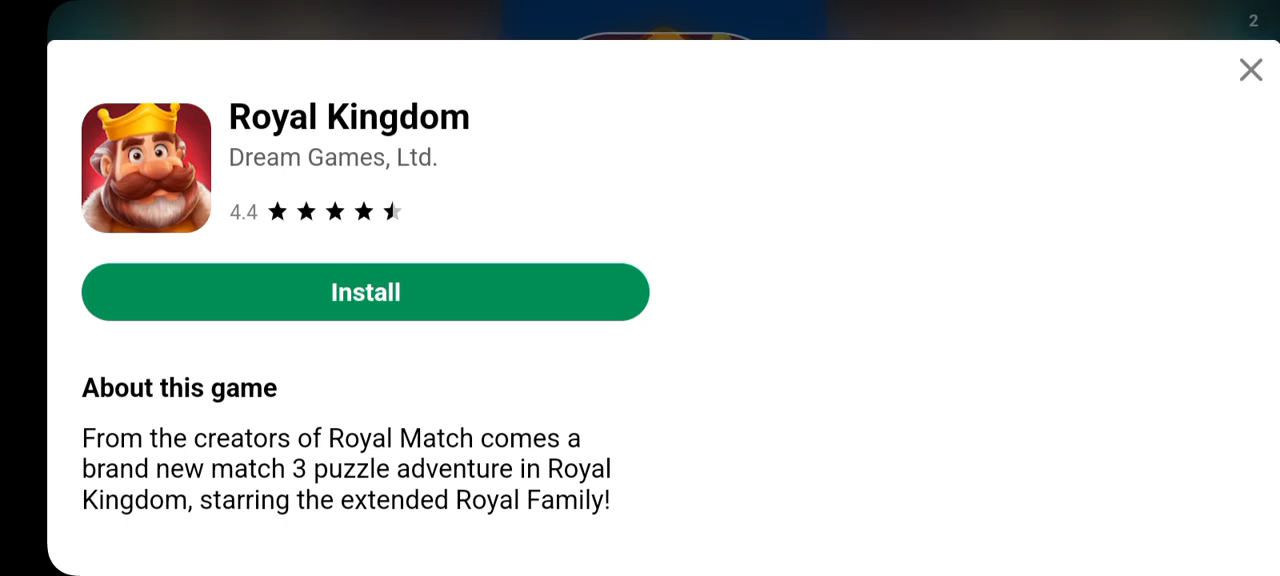 2
Royal Kingdom
Dream Games, Ltd.
4.4
Install
About this game
From the creators of Royal Match comes a
brand new match 3 puzzle adventure in Royal
Kingdom, starring the extended Royal Family!